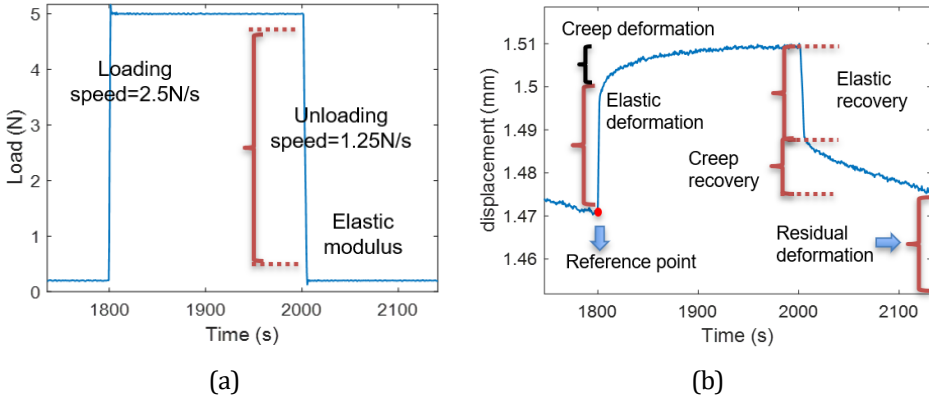 5
4
3
2
1
0
Load (N)
Loading
speed=2.5N/s
Unloading
speed=1.25N/s
Elastic
modulus
1800
1900
2000
2100
Time (s)
(a)
1.51
1.5
1.49
1.48
1.47
1.46
displacement (mm)
Creep deformation
Elastic
deformation
Elastic
recovery
Creep
recovery
Residual
deformation
Reference point
1800
1900
2000
2100
Time (s)
(b)